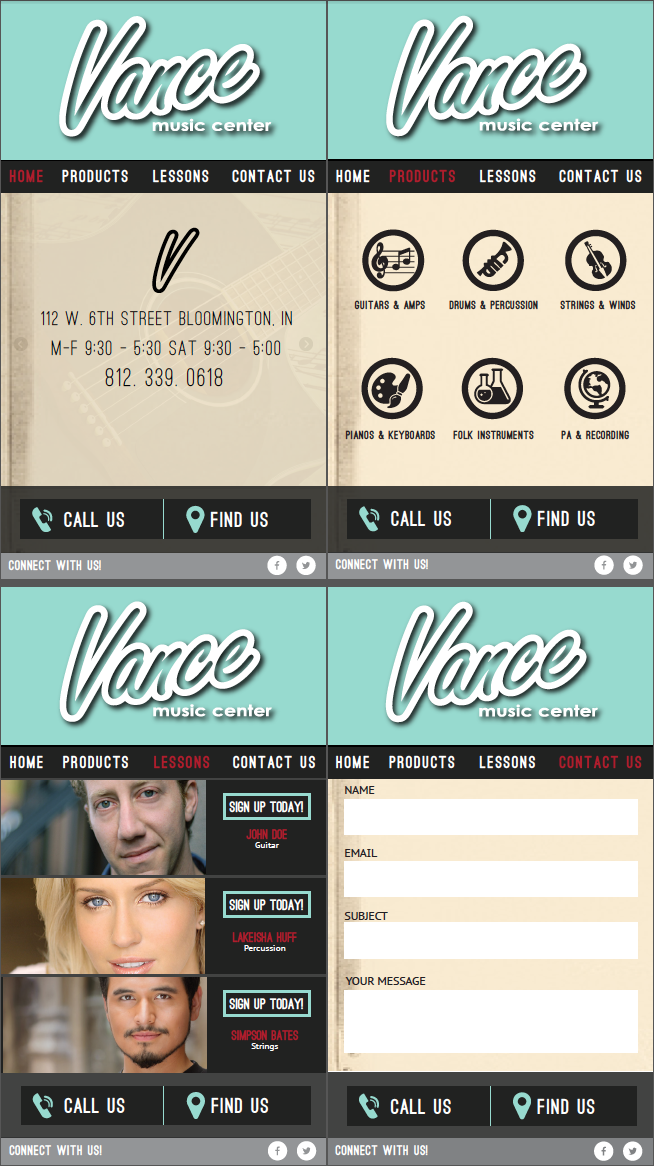 Vance
music center
HOME PRODUCTS LESSONS CONTACT US
V
112 W. 6TH STREET BLOOMINGTON, IN
M-F 9:30 - 5:30 SAT 9:30 - 5:00
812. 339. 0618
CALL US FIND US
CONNECT WITH US!
Vance
music center
HOME PRODUCTS LESSONS CONTACT US
GUITARS & AMPS DRUMS & PERCUSSION STRINGS & WINDS
PIANOS & KEYBOARDS FOLK INSTRUMENTS PA & RECORDING
CALL US FIND US
CONNECT WITH US!
Vance
music center
HOME PRODUCTS LESSONS CONTACT US
SIGN UP TODAY!
JOHN DOE
Guitar
SIGN UP TODAY!
LAKEISHA HUFF
Percussion
SIGN UP TODAY!
SIMPSON BATES
Strings
CALL US FIND US
CONNECT WITH US!
Vance
music center
HOME PRODUCTS LESSONS CONTACT US
NAME
EMAIL
SUBJECT
YOUR MESSAGE
CALL US FIND US
CONNECT WITH US!